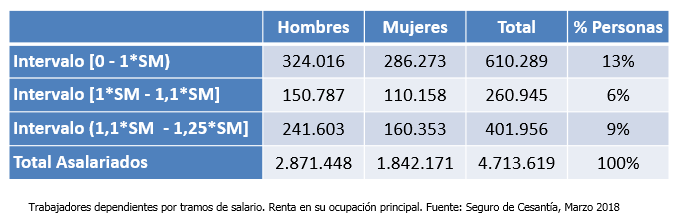 Hombres Mujeres Total % Personas
Intervalo [0 - 1*SM) 324.016 286.273 610.289 13%
Intervalo [1*SM - 1,1*SM] 150.787 110.158 260.945 6%
Intervalo (1,1*SM - 1,25*SM] 241.603 160.353 401.956 9%
Total Asalariados 2.871.448 1.842.171 4.713.619 100%
Trabajadores dependientes por tramos de salario. Renta en su ocupación principal. Fuente: Seguro de Cesantía, Marzo 2018